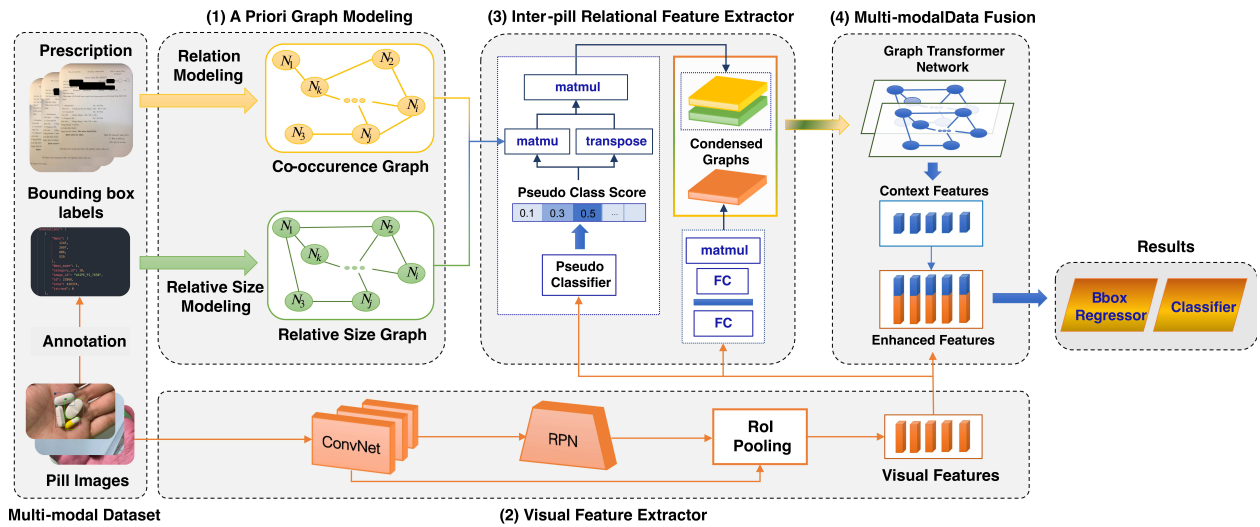 (1) A Priori Graph Modeling
(3) Inter-pill Relational Feature Extractor
(4) Multi-modalData Fusion
Prescription
Bounding box
labels
Annotation
Pill Images
Multi-modal Dataset
Relation
Modeling
N1
N2
Nk
Ni
N3
Nj
Co-occurence Graph
Relative Size
Modeling
N1
N2
Nk
Ni
N3
Nj
Relative Size Graph
matmul
matmu
transpose
Pseudo Class Score
0.1
0.3
0.5
...
Pseudo
Classifier
Condensed
Graphs
matmul
FC
FC
Graph Transformer
Network
Context Features
Enhanced Features
Results
Bbox
Regressor
Classifier
ConvNet
RPN
RoI
Pooling
Visual Features
(2) Visual Feature Extractor